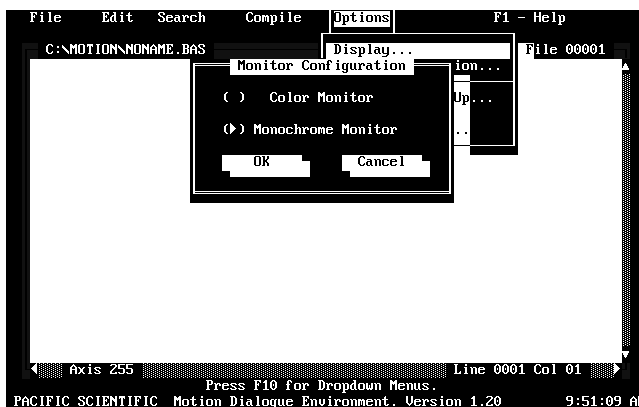 File Edit Search Compile Options F1 - Help
C:\MOTION\NONAME.BAS Display... File 00001
Monitor Configuration ion...
( ) Color Monitor Up...
( ) Monochrome Monitor ..
OK Cancel
Axis 255 Line 0001 Col 01
Press F10 for Dropdown Menus.
PACIFIC SCIENTIFIC Motion Dialogue Environment. Version 1.20 9:51:09 A